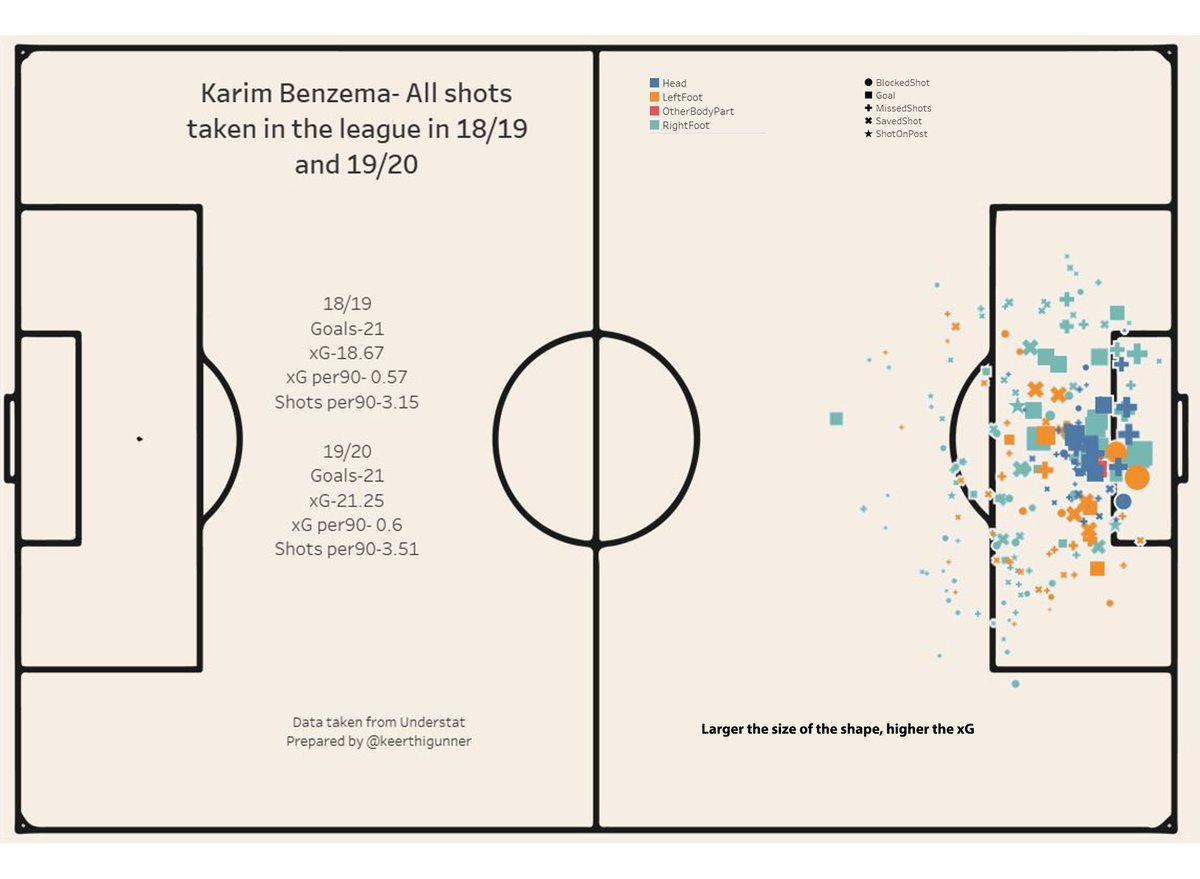 Karim Benzema- All shots
taken in the league in 18/19
and 19/20
Head
LeftFoot
OtherBodyPart
RightFoot
BlockedShot
Goal
MissedShots
SavedShot
ShotOnPost
18/19
Goals-21
xG-18.67
xG per90- 0.57
Shots per90-3.15
19/20
Goals-21
xG-21.25
xG per90- 0.6
Shots per90-3.51
Data taken from Understat
Prepared by @keerthigunner
Larger the size of the shape, higher the xG